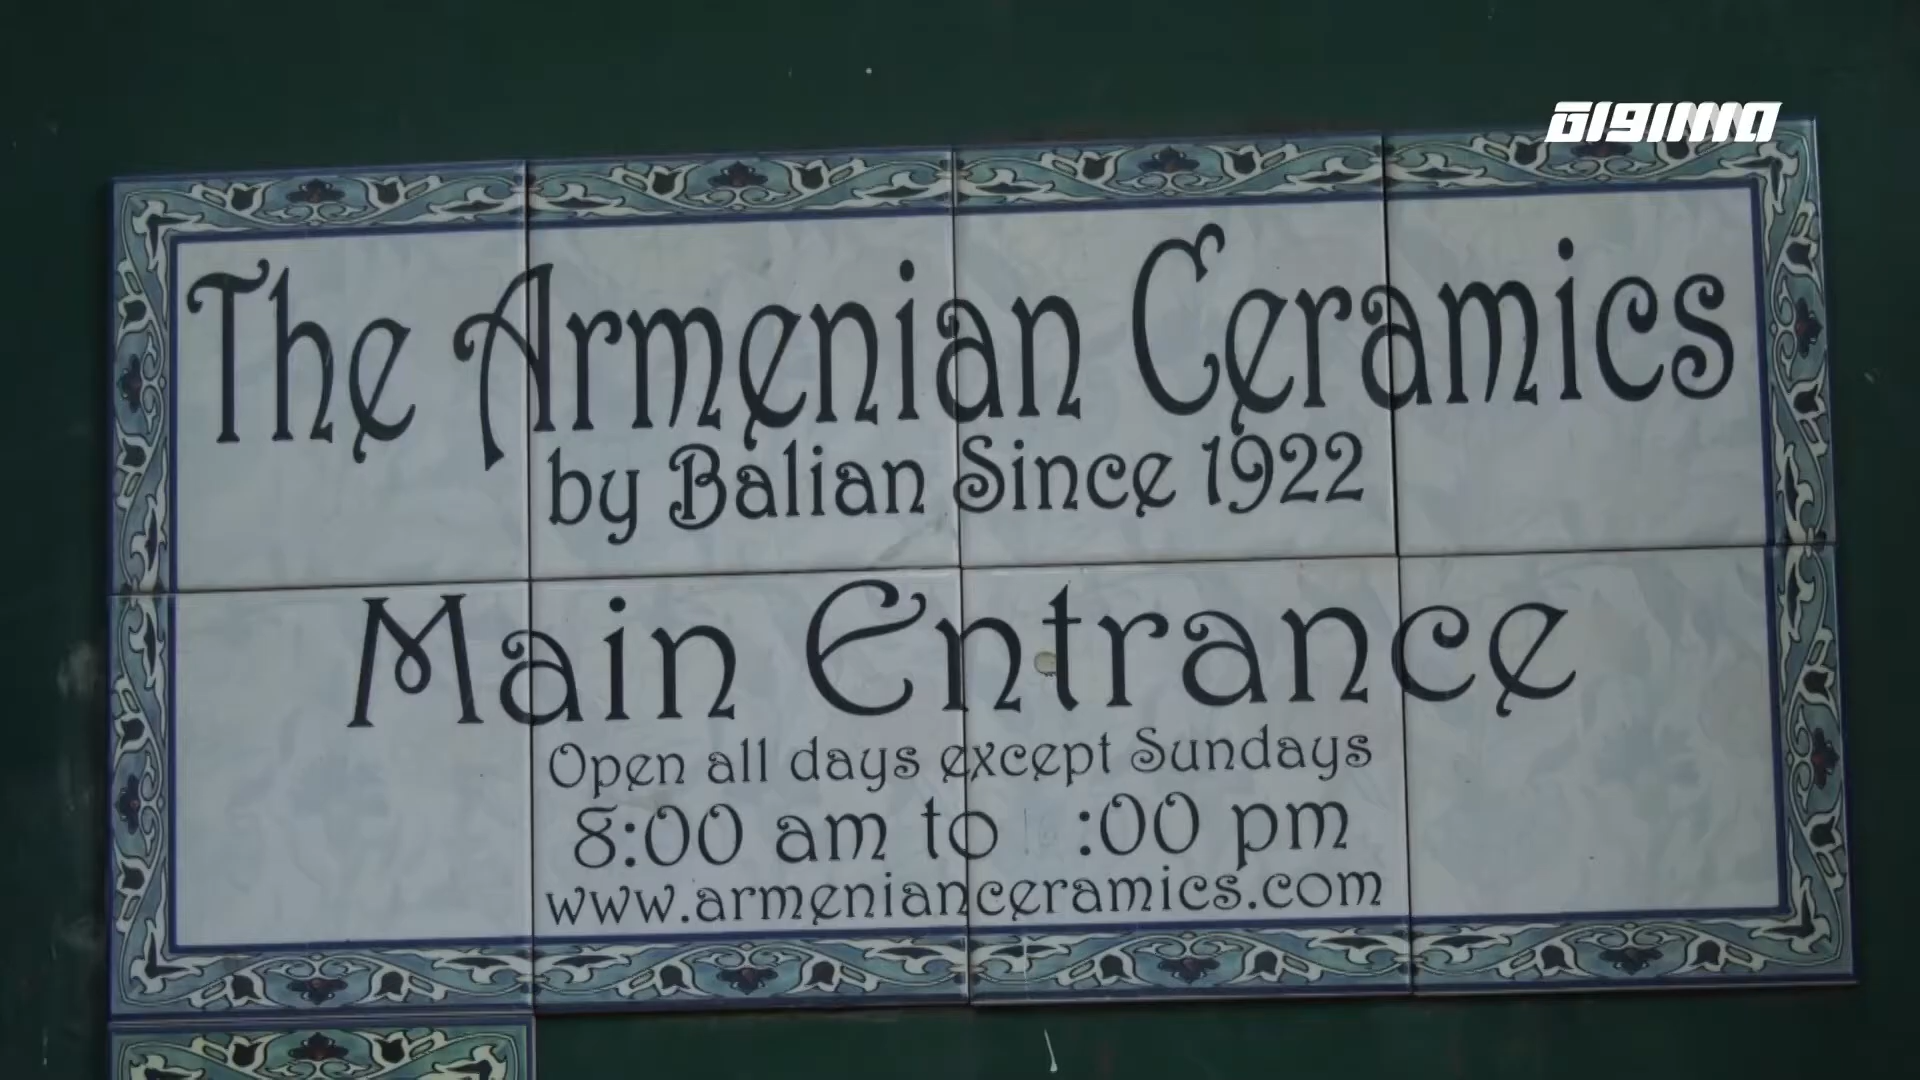 The Armenian Ceramics
by Balian Since 1922
Main Entrance
Open all days except Sundays
8:00 am to :00 pm
www.armenianceramics.com